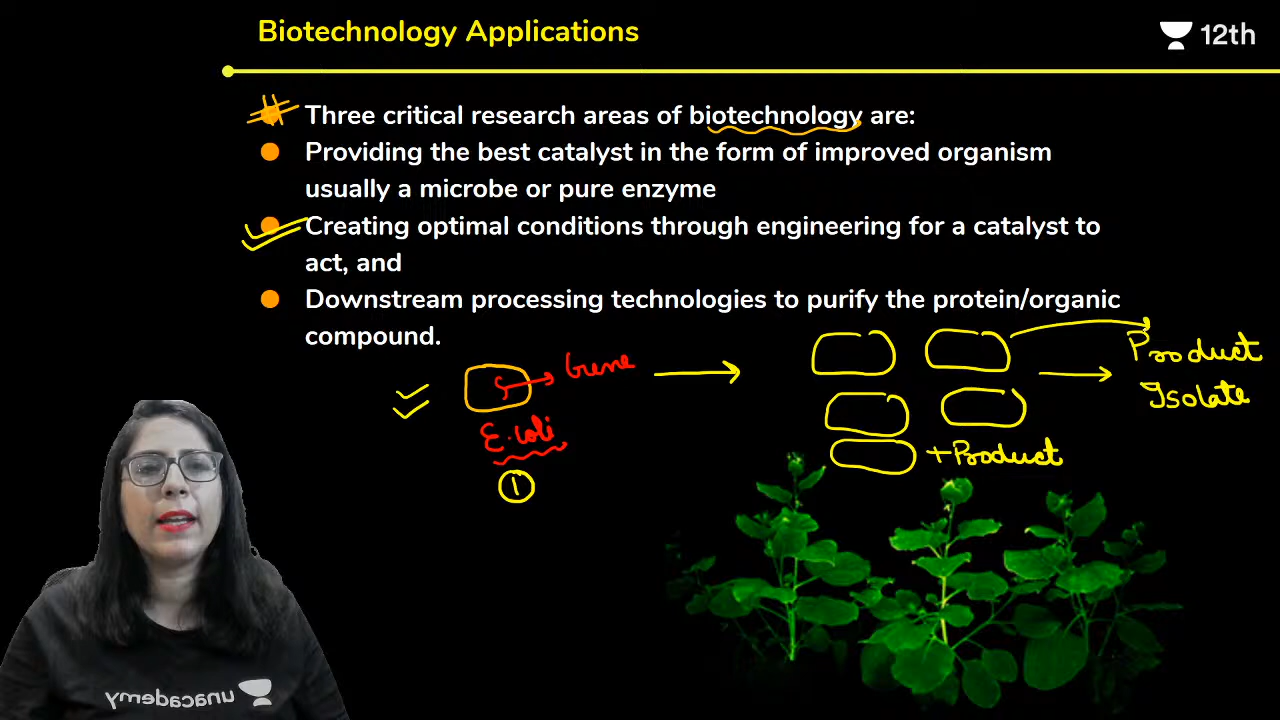 Biotechnology Applications
12th
Three critical research areas of biotechnology are:
Providing the best catalyst in the form of improved organism
usually a microbe or pure enzyme
Creating optimal conditions through engineering for a catalyst to
act, and
Downstream processing technologies to purify the protein/organic
compound.
Gene
E.coli
1
+Product
Product
Isolate
unacademy